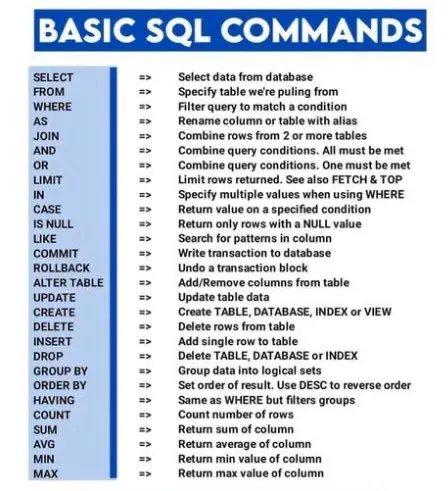 BASIC SQL COMMANDS
SELECT => Select data from database
FROM => Specify table we're puling from
WHERE => Filter query to match a condition
AS => Rename column or table with alias
JOIN => Combine rows from 2 or more tables
AND => Combine query conditions. All must be met
OR => Combine query conditions. One must be met
LIMIT => Limit rows returned. See also FETCH & TOP
IN => Specify multiple values when using WHERE
CASE => Return value on a specified condition
IS NULL => Return only rows with a NULL value
LIKE => Search for patterns in column
COMMIT => Write transaction to database
ROLLBACK => Undo a transaction block
ALTER TABLE => Add/Remove columns from table
UPDATE => Update table data
CREATE => Create TABLE, DATABASE, INDEX or VIEW
DELETE => Delete rows from table
INSERT => Add single row to table
DROP => Delete TABLE, DATABASE or INDEX
GROUP BY => Group data into logical sets
ORDER BY => Set order of result. Use DESC to reverse order
HAVING => Same as WHERE but filters groups
COUNT => Count number of rows
SUM => Return sum of column
AVG => Return average of column
MIN => Return min value of column
MAX => Return max value of column